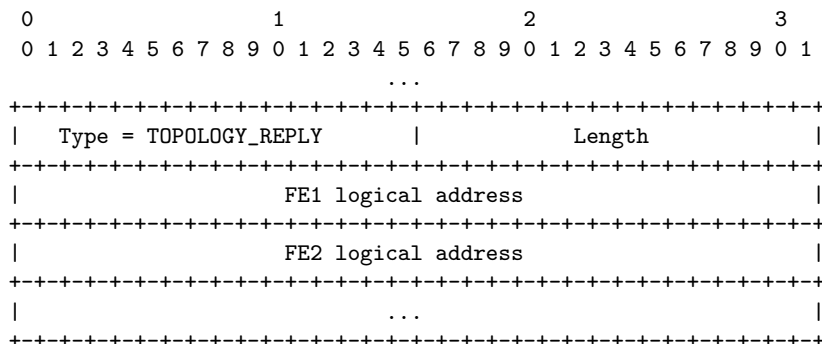 0                   1                   2                   3
0 1 2 3 4 5 6 7 8 9 0 1 2 3 4 5 6 7 8 9 0 1 2 3 4 5 6 7 8 9 0 1
...
+-+-+-+-+-+-+-+-+-+-+-+-+-+-+-+-+-+-+-+-+-+-+-+-+-+-+-+-+-+-+-+-+
|   Type = TOPOLOGY_REPLY       |            Length             |
+-+-+-+-+-+-+-+-+-+-+-+-+-+-+-+-+-+-+-+-+-+-+-+-+-+-+-+-+-+-+-+-+
|                     FE1 logical address                       |
+-+-+-+-+-+-+-+-+-+-+-+-+-+-+-+-+-+-+-+-+-+-+-+-+-+-+-+-+-+-+-+-+
|                     FE2 logical address                       |
+-+-+-+-+-+-+-+-+-+-+-+-+-+-+-+-+-+-+-+-+-+-+-+-+-+-+-+-+-+-+-+-+
|                             ...                               |
+-+-+-+-+-+-+-+-+-+-+-+-+-+-+-+-+-+-+-+-+-+-+-+-+-+-+-+-+-+-+-+-+